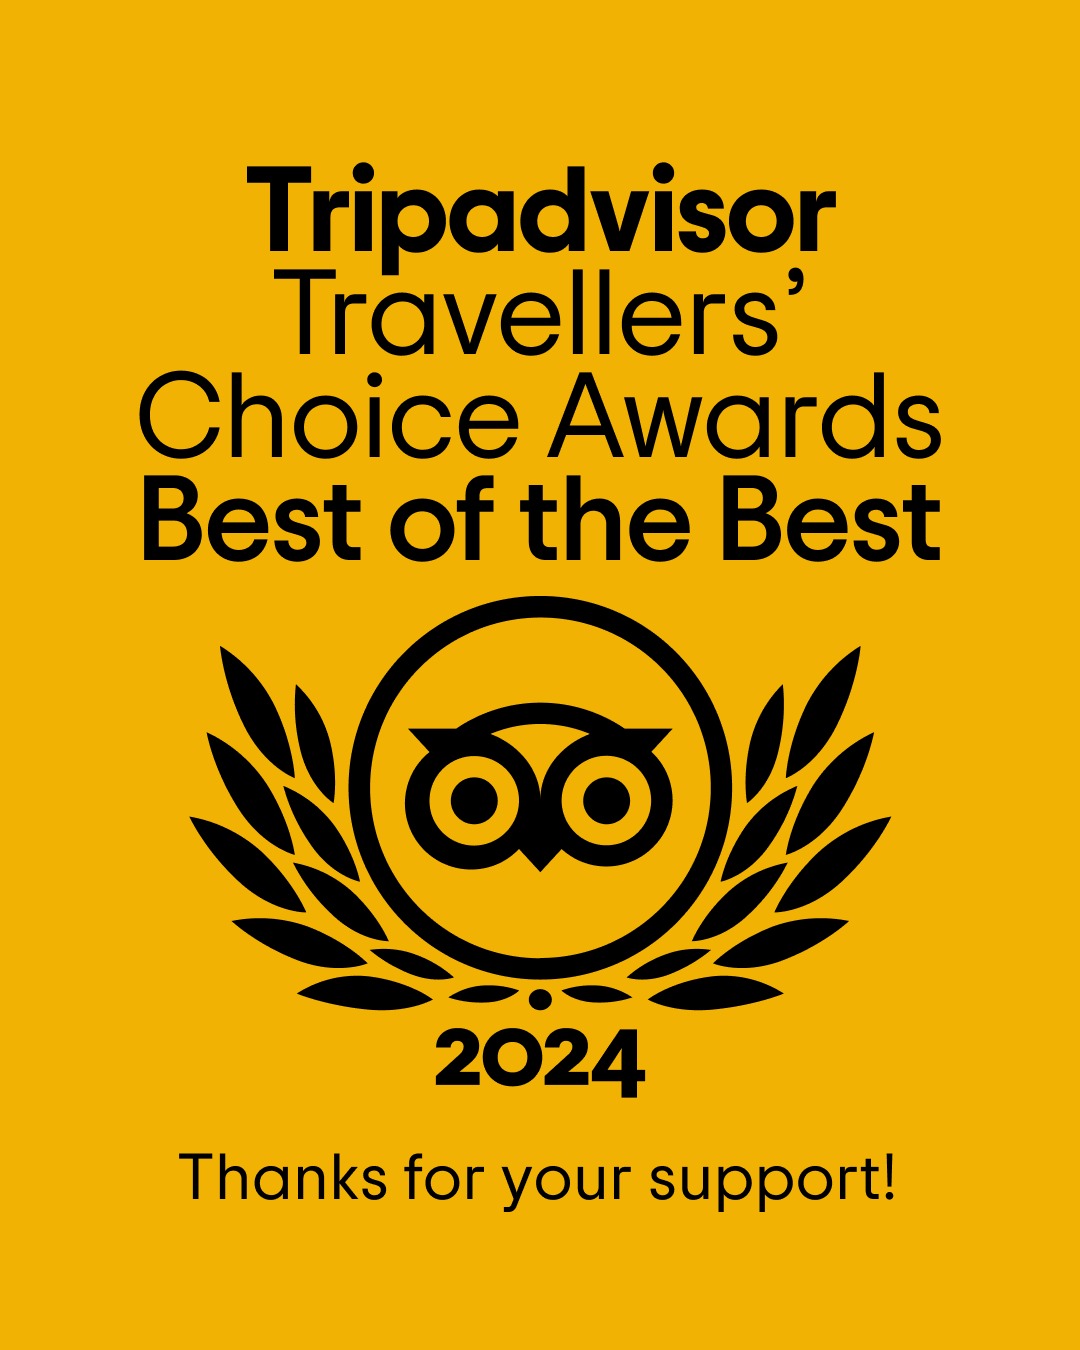 Tripadvisor
Travellers’
Choice Awards
Best of the Best
2024
Thanks for your support!